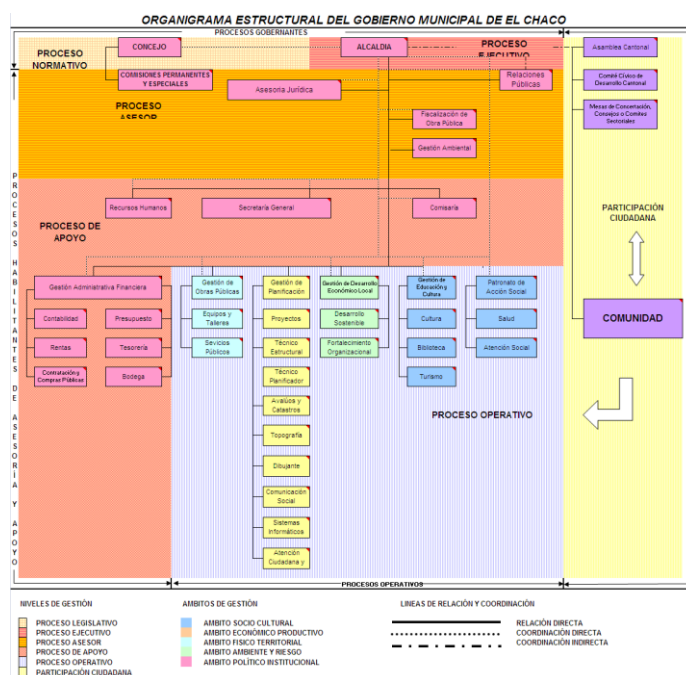 ORGANIGRAMA ESTRUCTURAL DEL GOBIERNO MUNICIPAL DE EL CHACO
PROCESOS GOBERNANTES
PROCESO
NORMATIVO
CONCEJO
ALCALDIA
PROCESO
Asamblea Cantonal
COMISIONES PERMANENTES
Y ESPECIALES
PROCESO
ASESOR
Asesoria Jurídica
Relaciones
Públicas
Comité Cívico de
Desarrollo Cantonal
Mesas de Concertación,
Consejos o Comites
Sectoriales
Fiscalización de
Obra Pública
Gestión Ambiental
PROCESOS HABILITANTES DE ASESORÍA Y APOYO
Recursos Humanos
Secretaría General
Comisaría
PROCESO DE
APOYO
PARTICIPACIÓN
CIUDADANA
Gestión Administrativa Financiera
Contabilidad
Presupuesto
Rentas
Tesorería
Contratación y
Compras Públicas
Bodega
Gestión de
Obras Públicas
Equipos y
Talleres
Sevicios
Públicos
Gestión de
Planificación
Proyectos
Técnico
Estructural
Técnico
Planificador
Avalúos y
Catastros
Topografía
Dibujante
Comunicación
Social
Sistemas
Informáticos
Atención
Ciudadana y
Gestión de Desarrollo
Económico Local
Desarrollo
Sostenible
Fortalecimiento
Organizacional
Gestión de
Educación y
Cultura
Cultura
Biblioteca
Turismo
Patronato de
Acción Social
Salud
Atención Social
COMUNIDAD
PROCESO OPERATIVO
PROCESOS OPERATIVOS
NIVELES DE GESTIÓN
PROCESO LEGISLATIVO
PROCESO EJECUTIVO
PROCESO ASESOR
PROCESO DE APOYO
PROCESO OPERATIVO
PARTICIPACIÓN CIUDADANA
AMBITOS DE GESTIÓN
AMBITO SOCIO CULTURAL
AMBITO ECONÓMICO PRODUCTIVO
AMBITO FISICO TERRITORIAL
AMBITO AMBIENTE Y RIESGO
AMBITO POLÍTICO INSTITUCIONAL
LINEAS DE RELACIÓN Y COORDINACIÓN
RELACIÓN DIRECTA
COORDINACIÓN DIRECTA
COORDINACIÓN INDIRECTA